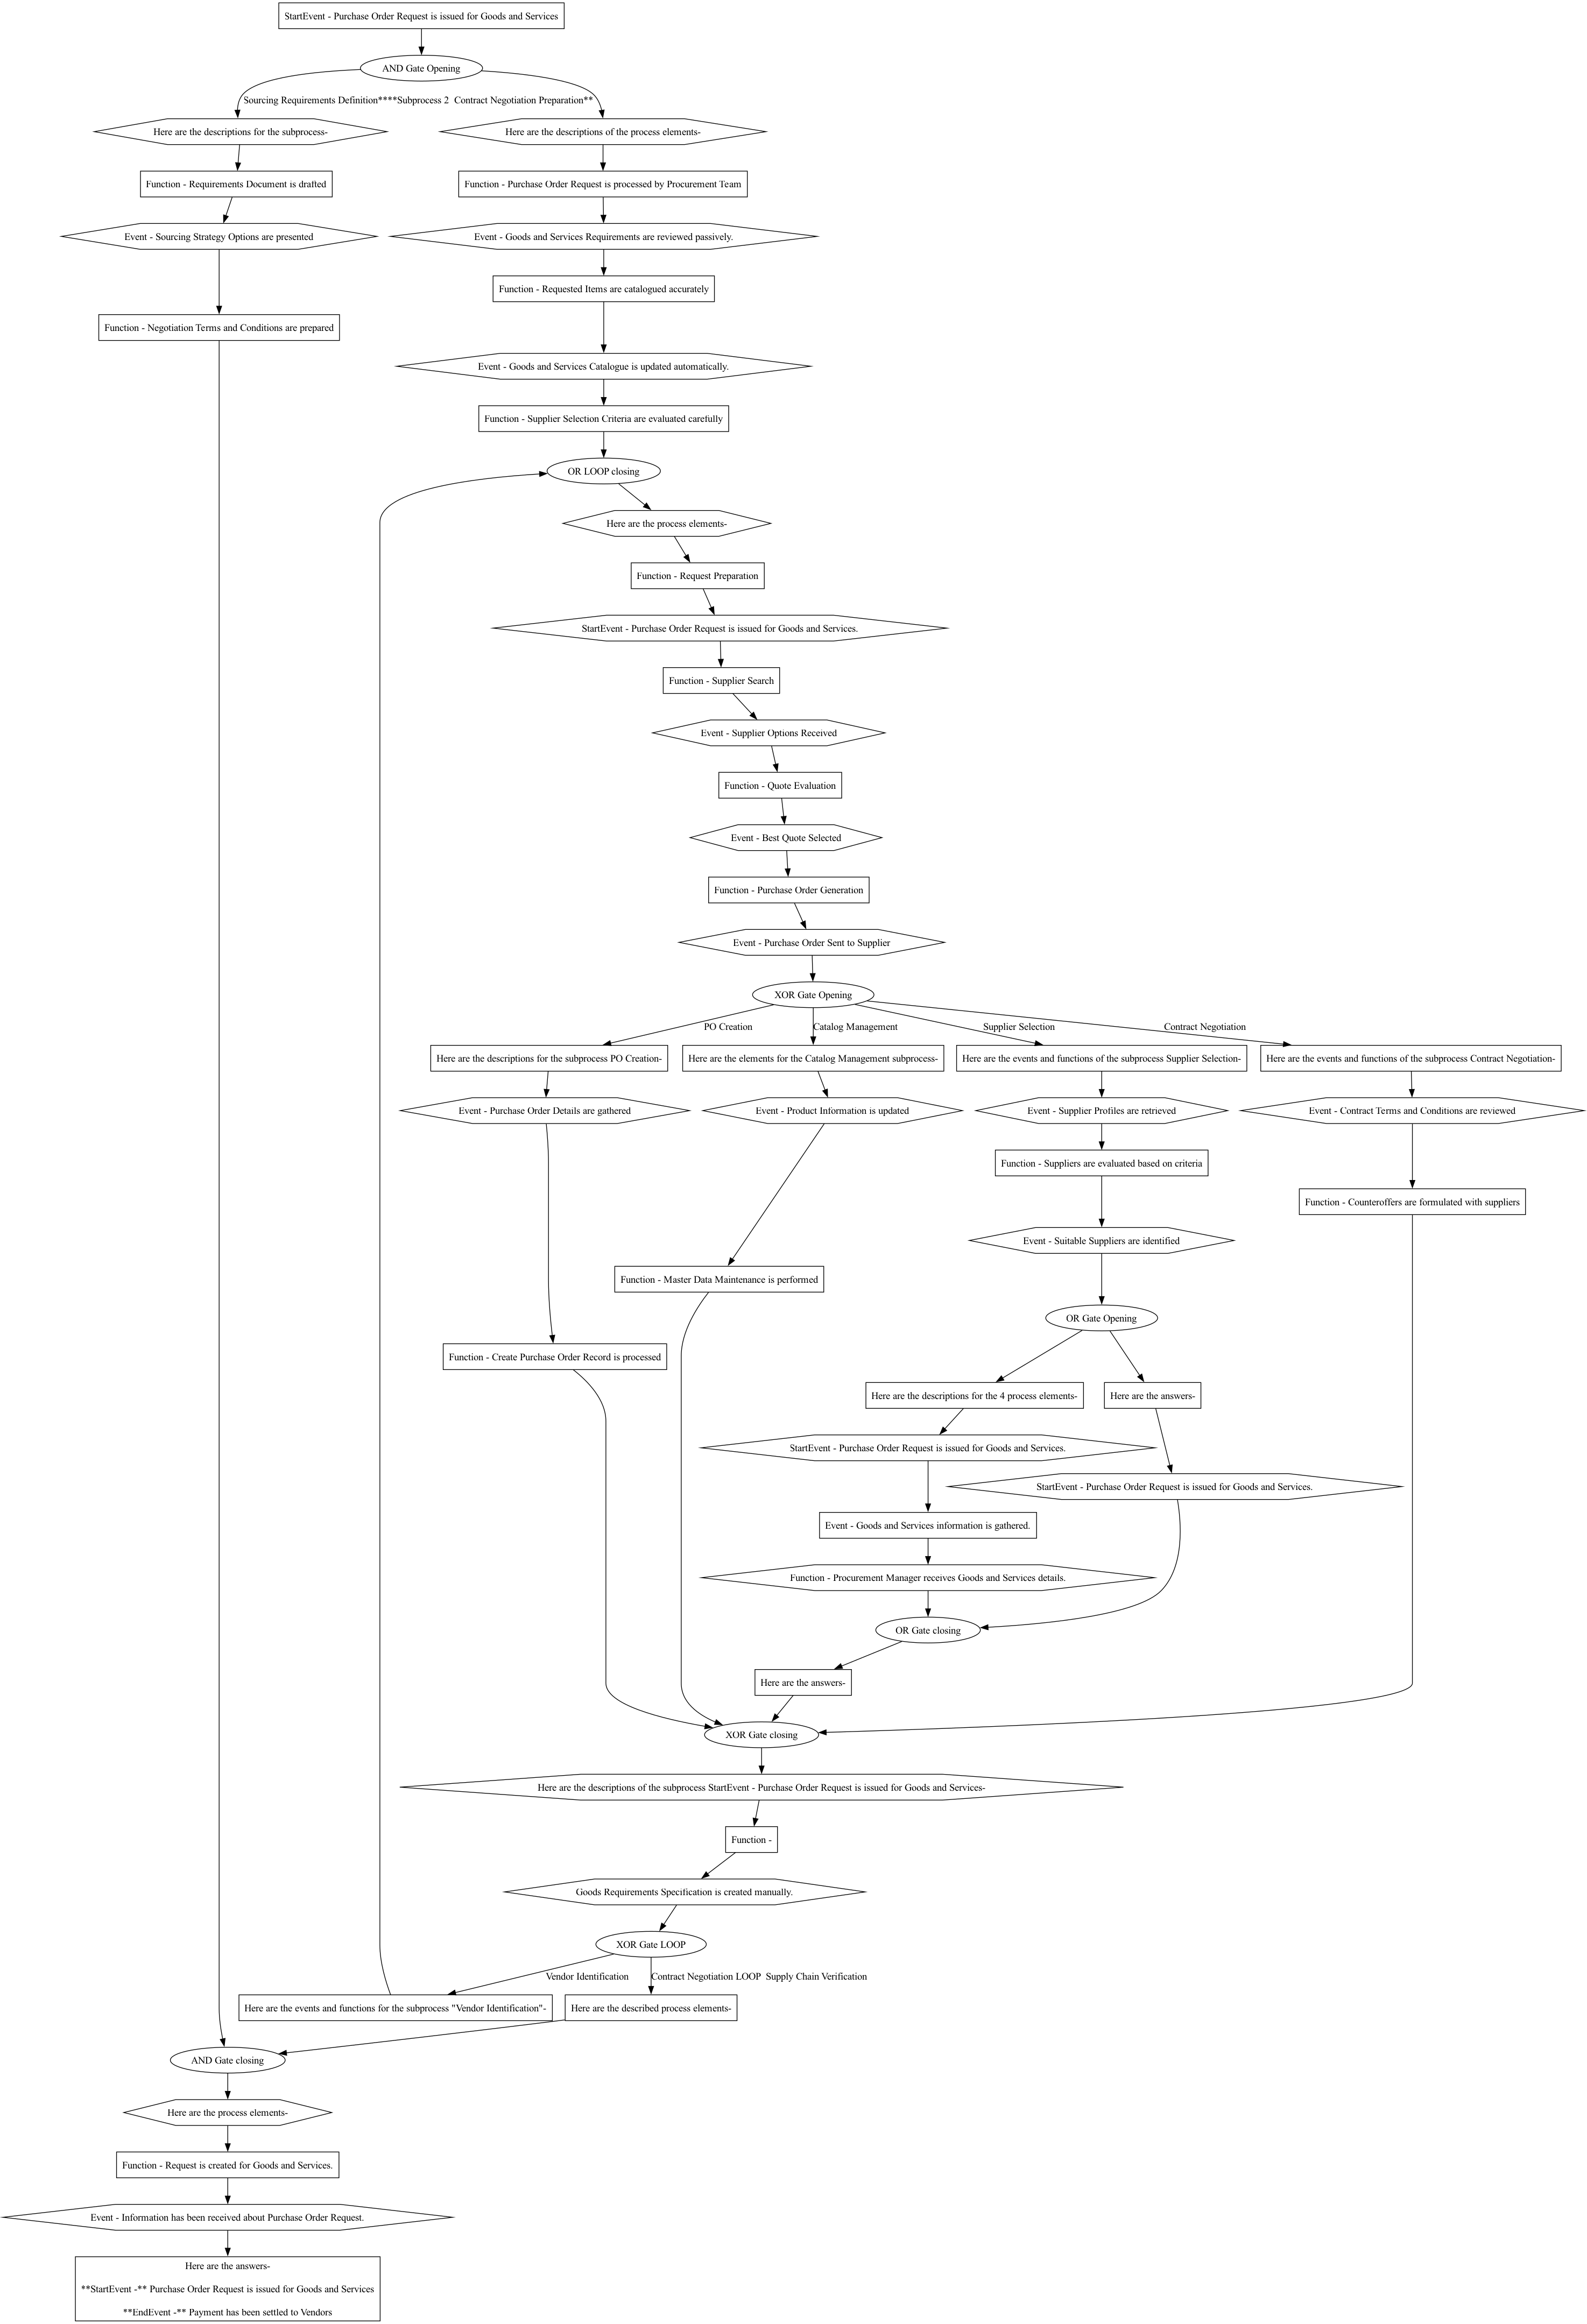 StartEvent - Purchase Order Request is issued for Goods and Services
AND Gate Opening
Sourcing Requirements Definition****Subprocess 2  Contract Negotiation Preparation**
Here are the descriptions for the subprocess-
Here are the descriptions of the process elements-
Function - Requirements Document is drafted
Function - Purchase Order Request is processed by Procurement Team
Event - Sourcing Strategy Options are presented
Event - Goods and Services Requirements are reviewed passively.
Function - Requested Items are catalogued accurately
Function - Negotiation Terms and Conditions are prepared
Event - Goods and Services Catalogue is updated automatically.
Function - Supplier Selection Criteria are evaluated carefully
OR LOOP closing
Here are the process elements-
Function - Request Preparation
StartEvent - Purchase Order Request is issued for Goods and Services.
Function - Supplier Search
Event - Supplier Options Received
Function - Quote Evaluation
Event - Best Quote Selected
Function - Purchase Order Generation
Event - Purchase Order Sent to Supplier
XOR Gate Opening
PO Creation
Catalog Management
Supplier Selection
Contract Negotiation
Here are the descriptions for the subprocess PO Creation-
Here are the elements for the Catalog Management subprocess-
Here are the events and functions of the subprocess Supplier Selection-
Here are the events and functions of the subprocess Contract Negotiation-
Event - Purchase Order Details are gathered
Event - Product Information is updated
Event - Supplier Profiles are retrieved
Event - Contract Terms and Conditions are reviewed
Function - Suppliers are evaluated based on criteria
Function - Counteroffers are formulated with suppliers
Event - Suitable Suppliers are identified
Function - Master Data Maintenance is performed
OR Gate Opening
Function - Create Purchase Order Record is processed
Here are the descriptions for the 4 process elements-
Here are the answers-
StartEvent - Purchase Order Request is issued for Goods and Services.
StartEvent - Purchase Order Request is issued for Goods and Services.
Event - Goods and Services information is gathered.
Function - Procurement Manager receives Goods and Services details.
OR Gate closing
Here are the answers-
XOR Gate closing
Here are the descriptions of the subprocess StartEvent - Purchase Order Request is issued for Goods and Services-
Function -
Goods Requirements Specification is created manually.
XOR Gate LOOP
Vendor Identification
Contract Negotiation LOOP  Supply Chain Verification
Here are the events and functions for the subprocess "Vendor Identification"-
Here are the described process elements-
AND Gate closing
Here are the process elements-
Function - Request is created for Goods and Services.
Event - Information has been received about Purchase Order Request.
Here are the answers-
**StartEvent -** Purchase Order Request is issued for Goods and Services
**EndEvent -** Payment has been settled to Vendors